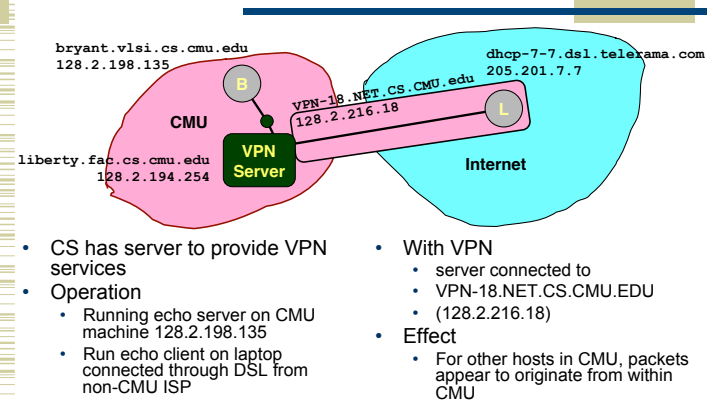 bryant.vlsi.cs.cmu.edu
128.2.198.135
dhcp-7-7.dsl.telerama.com
205.201.7.7
B
VPN-18.NET.CS.CMU.edu
128.2.216.18
L
CMU
VPN
Server
liberty.fac.cs.cmu.edu
128.2.194.254
Internet
• CS has server to provide VPN
services
• Operation
• Running echo server on CMU
machine 128.2.198.135
• Run echo client on laptop
connected through DSL from
non-CMU ISP
• With VPN
• server connected to
• VPN-18.NET.CS.CMU.EDU
• (128.2.216.18)
• Effect
• For other hosts in CMU, packets
appear to originate from within
CMU